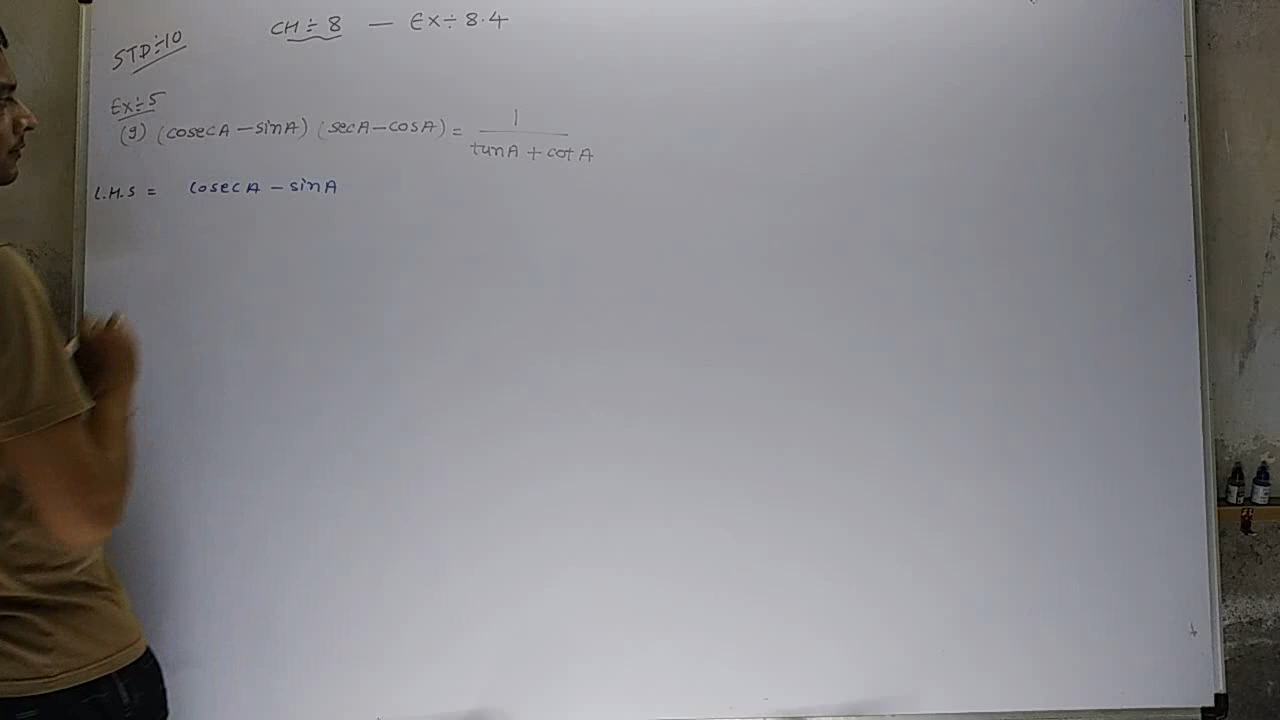 CH÷8 — Ex÷8.4
STD÷10
Ex÷5
(9) (cosecA – sinA) (secA – cosA) = 1 / tanA + cotA
L.H.S = cosecA – sinA